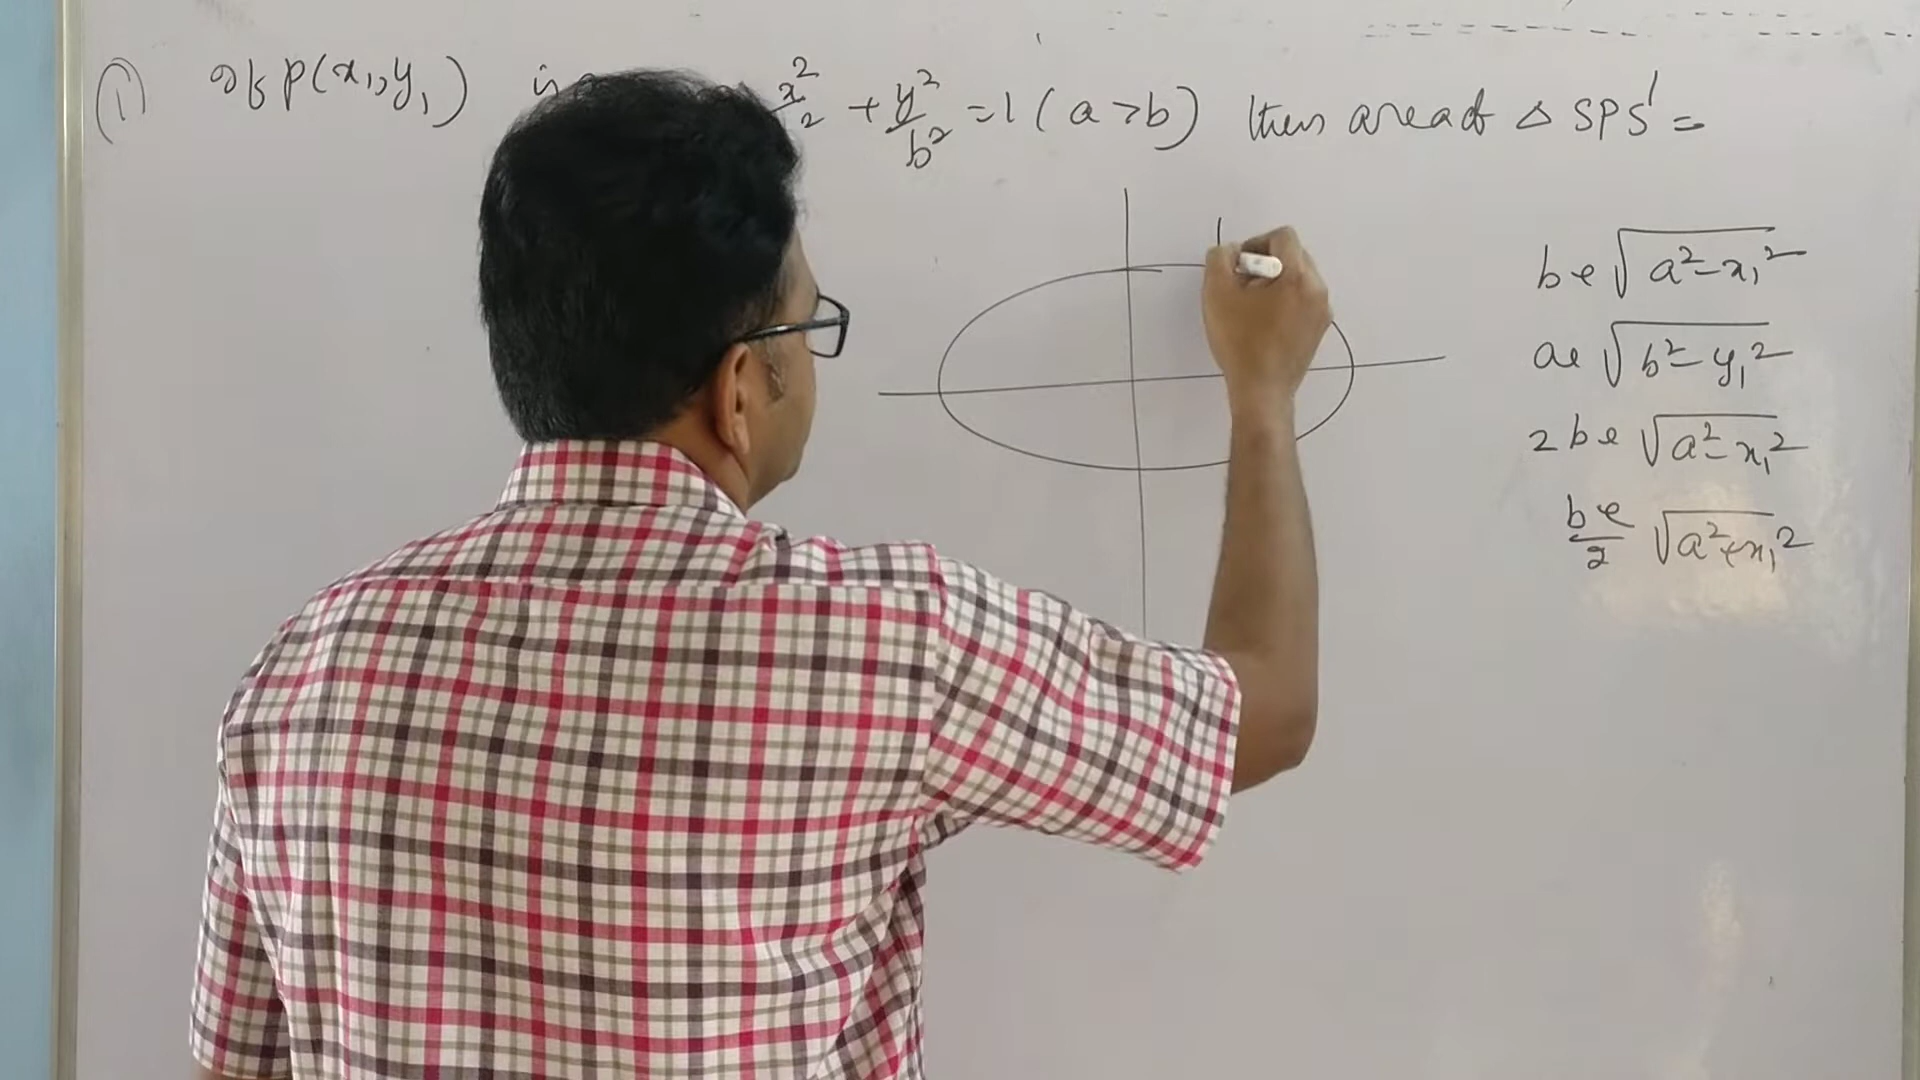 ① If P(x₁, y₁) is x²/a² + y²/b² = 1 (a > b) then area of Δ SPS' =
be √(a² - x₁²)
ae √(b² - y₁²)
2be √(a² - x₁²)
be/2 √(a² + x₁²)